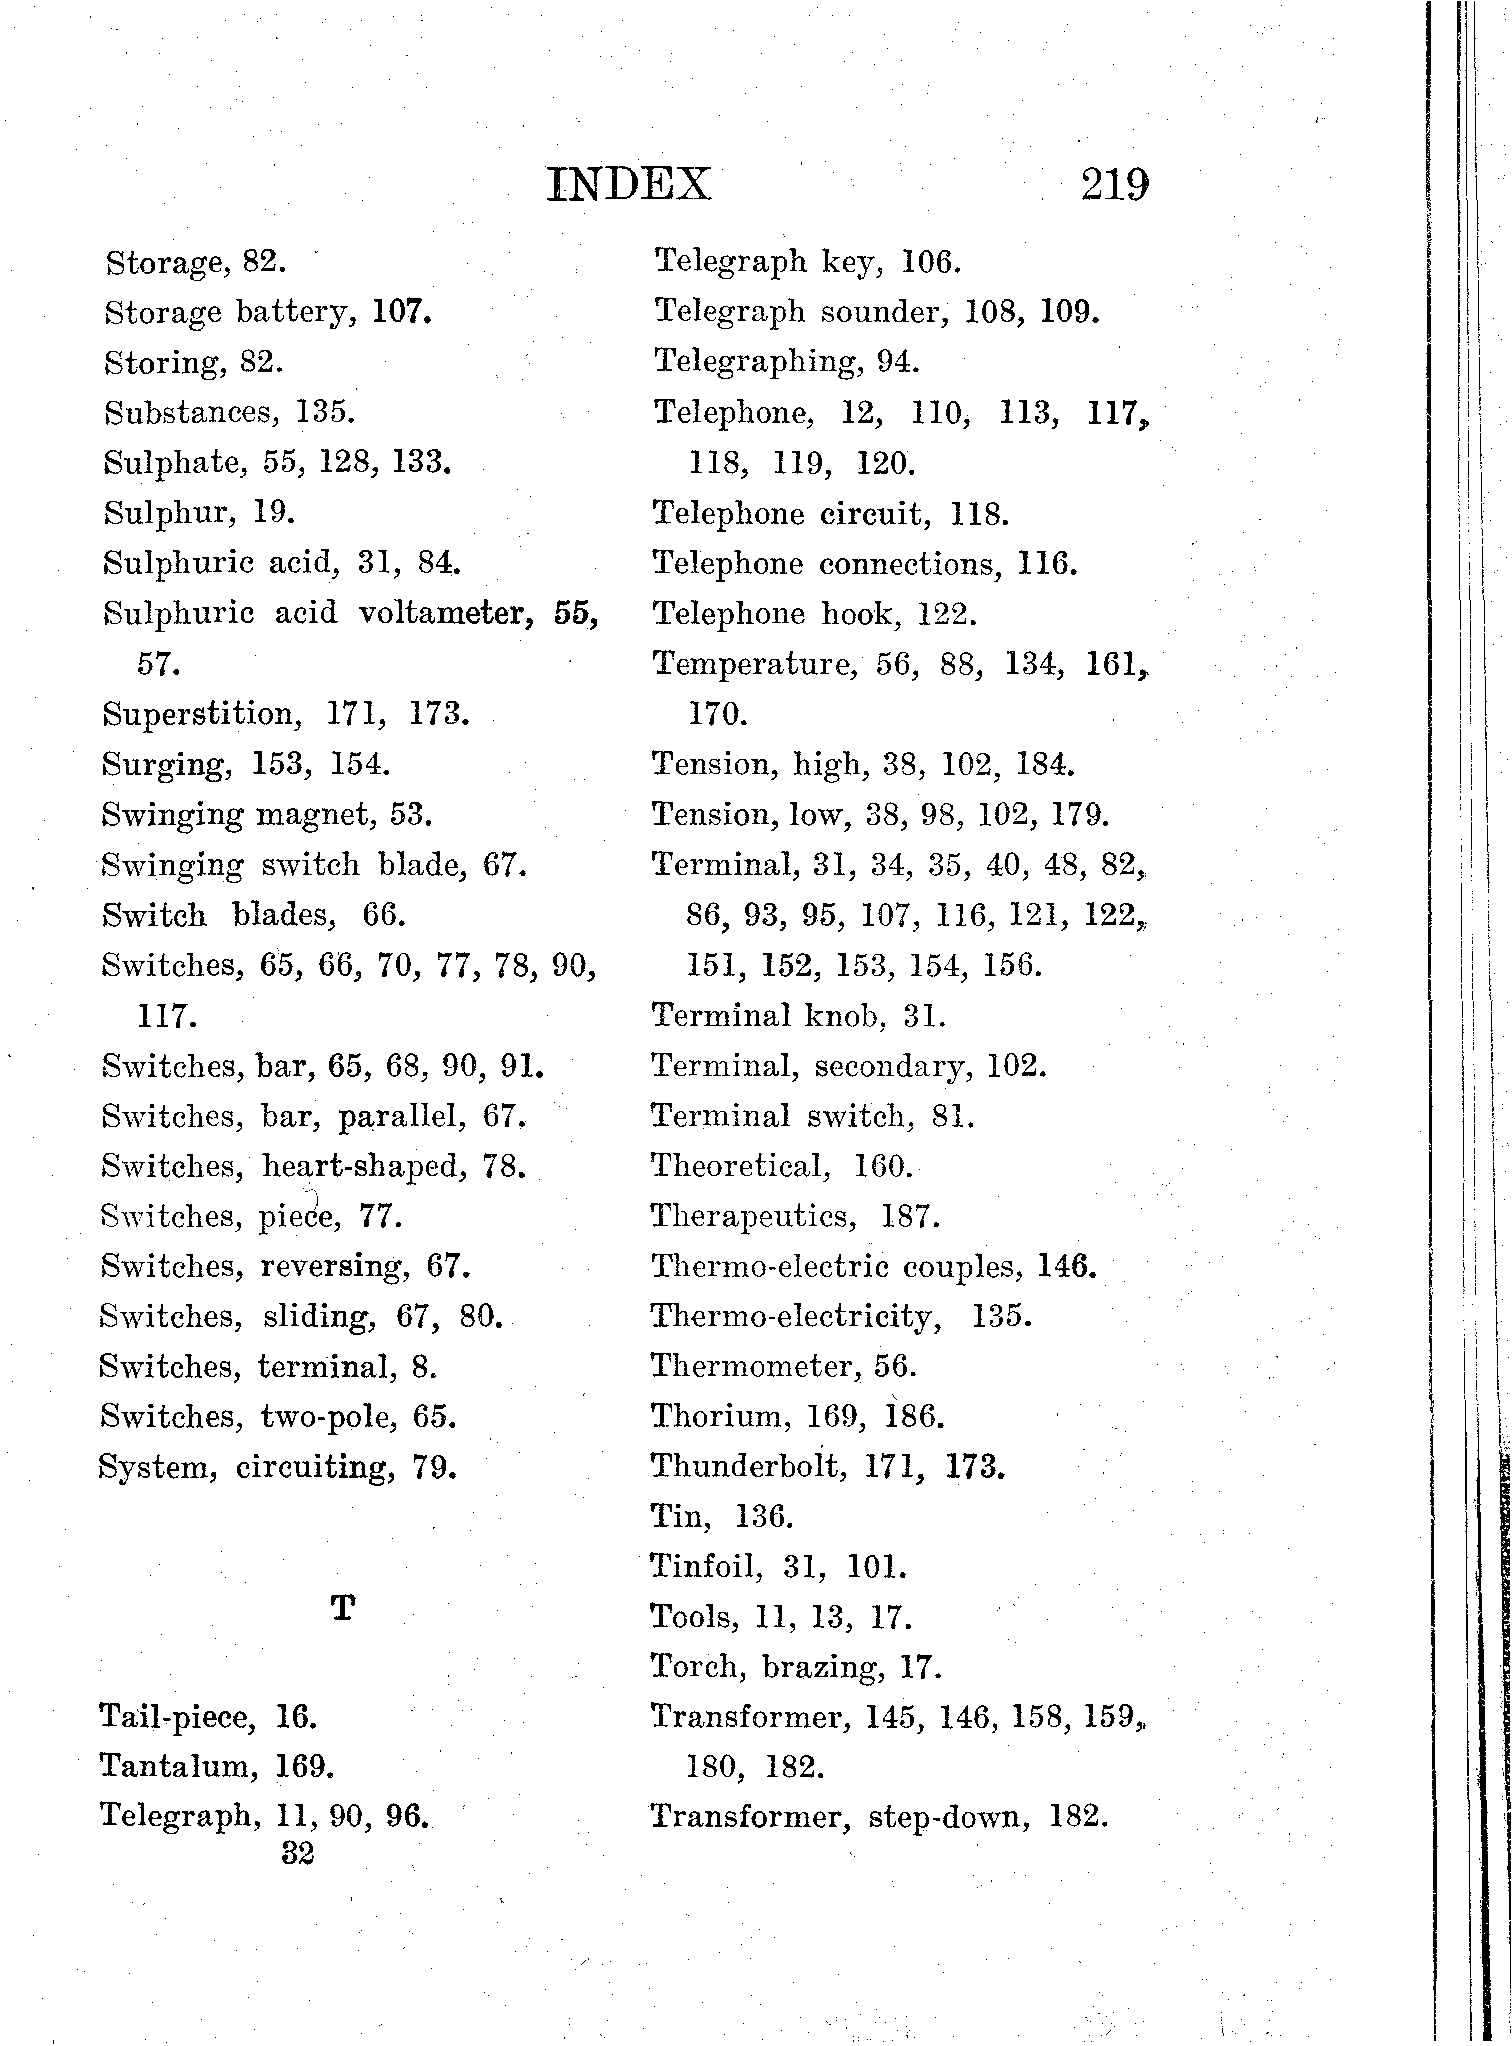 INDEX 219
Storage, 82.
Storage battery, 107.
Storing, 82.
Substances, 135.
Sulphate, 55, 128, 133.
Sulphur, 19.
Sulphuric acid, 31, 84.
Sulphuric acid voltameter, 55,
57.
Superstition, 171, 173.
Surging, 153, 154.
Swinging magnet, 53.
Swinging switch blade, 67.
Switch blades, 66.
Switches, 65, 66, 70, 77, 78, 90,
117.
Switches, bar, 65, 68, 90, 91.
Switches, bar, parallel, 67.
Switches, heart-shaped, 78.
Switches, piece, 77.
Switches, reversing, 67.
Switches, sliding, 67, 80.
Switches, terminal, 8.
Switches, two-pole, 65.
System, circuiting, 79.
T
Tail-piece, 16.
Tantalum, 169.
Telegraph, 11, 90, 96.
32
Telegraph key, 106.
Telegraph sounder, 108, 109.
Telegraphing, 94.
Telephone, 12, 110, 113, 117,
118, 119, 120.
Telephone circuit, 118.
Telephone connections, 116.
Telephone hook, 122.
Temperature, 56, 88, 134, 161,
170.
Tension, high, 38, 102, 184.
Tension, low, 38, 98, 102, 179.
Terminal, 31, 34, 35, 40, 48, 82,
86, 93, 95, 107, 116, 121, 122,
151, 152, 153, 154, 156.
Terminal knob, 31.
Terminal, secondary, 102.
Terminal switch, 81.
Theoretical, 160.
Therapeutics, 187.
Thermo-electric couples, 146.
Thermo-electricity, 135.
Thermometer, 56.
Thorium, 169, 186.
Thunderbolt, 171, 173.
Tin, 136.
Tinfoil, 31, 101.
Tools, 11, 13, 17.
Torch, brazing, 17.
Transformer, 145, 146, 158, 159,
180, 182.
Transformer, step-down, 182.